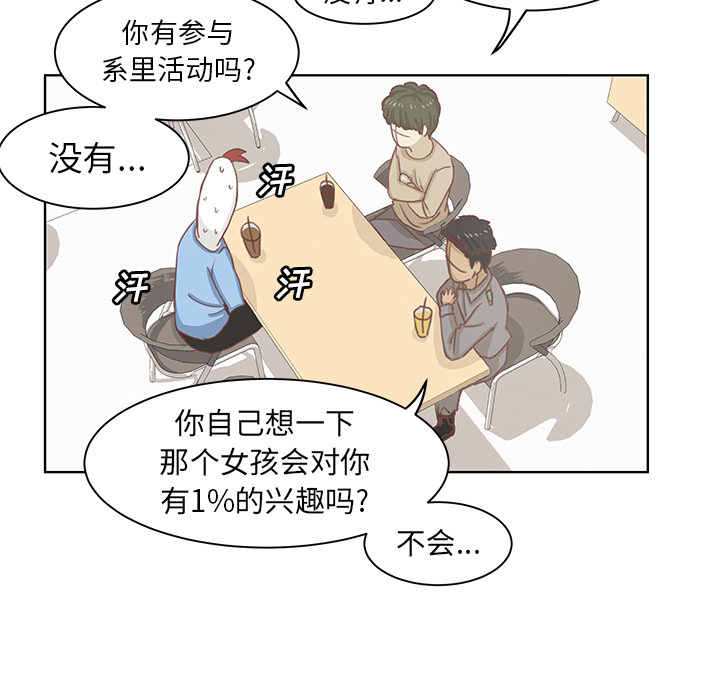 你有参与
系里活动吗?
没有...
汗
汗
汗
你自己想一下
那个女孩会对你
有1%的兴趣吗?
不会...